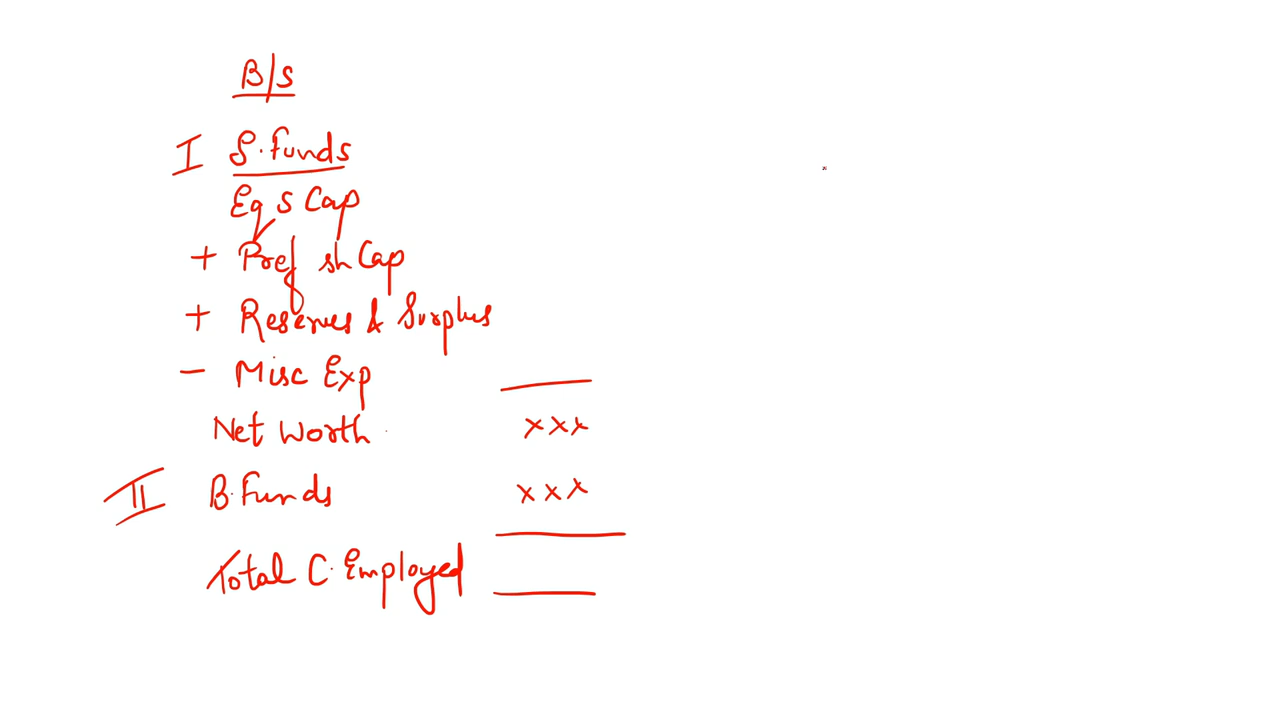 B/S
I S.Funds
Eq S Cap
+ Pref sh Cap
+ Reserves & Surplus
- Misc Exp
Net Worth xxx
II B.Funds xxx
Total C.Employed